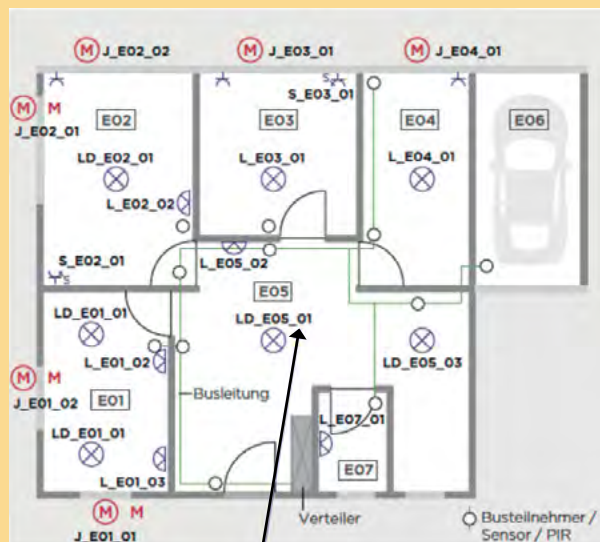 M J_E02_02
M J_E03_01
M J_E04_01
S
S_E03_01
M M
J_E02_01
E02
E03
E04
E06
LD_E02_01
L_E03_01
L_E04_01
L_E02_02
S_E02_01
S
L_E05_02
E05
LD_E01_01
LD_E05_01
L_E01_02
LD_E05_03
M M
J_E01_02
E01
Busleitung
LD_E01_01
L_E07_01
L_E01_03
E07
M M
J_E01_01
Verteiler
Busteilnehmer /
Sensor / PIR